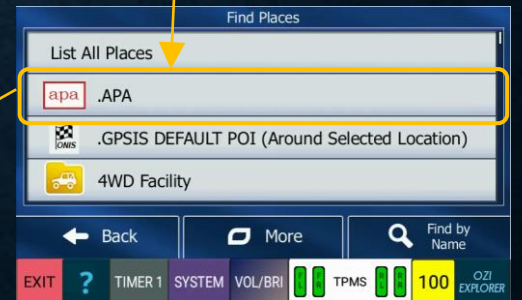 Find Places
List All Places
apa .APA
ONIS .GPSIS DEFAULT POI (Around Selected Location)
4WD Facility
Back More Find by
Name
EXIT ? TIMER 1 SYSTEM VOL/BRI F L F R TPMS R L R R 100 OZI
EXPLORER